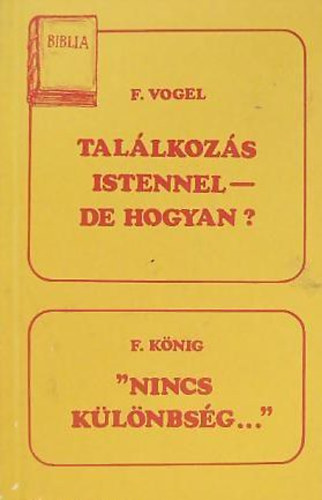 BIBLIA
F. VOGEL
TALÁLKOZÁS
ISTENNEL—
DE HOGYAN?
F. KÖNIG
"NINCS
KÜLÖNBSÉG..."